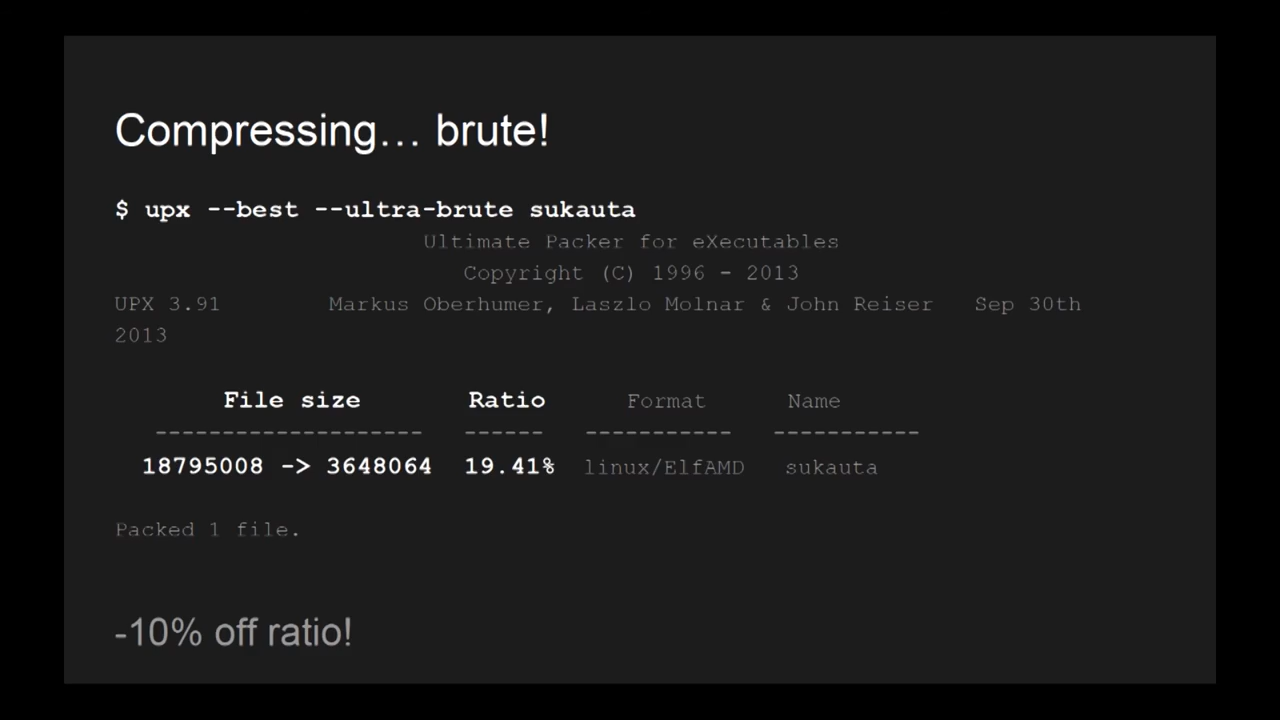 Compressing… brute!
$ upx --best --ultra-brute sukauta
Ultimate Packer for eXecutables
Copyright (C) 1996 - 2013
UPX 3.91 Markus Oberhumer, Laszlo Molnar & John Reiser Sep 30th
2013
File size Ratio Format Name
-------------------- ------ ----------- -----------
18795008 -> 3648064 19.41% linux/ElfAMD sukauta
Packed 1 file.
-10% off ratio!